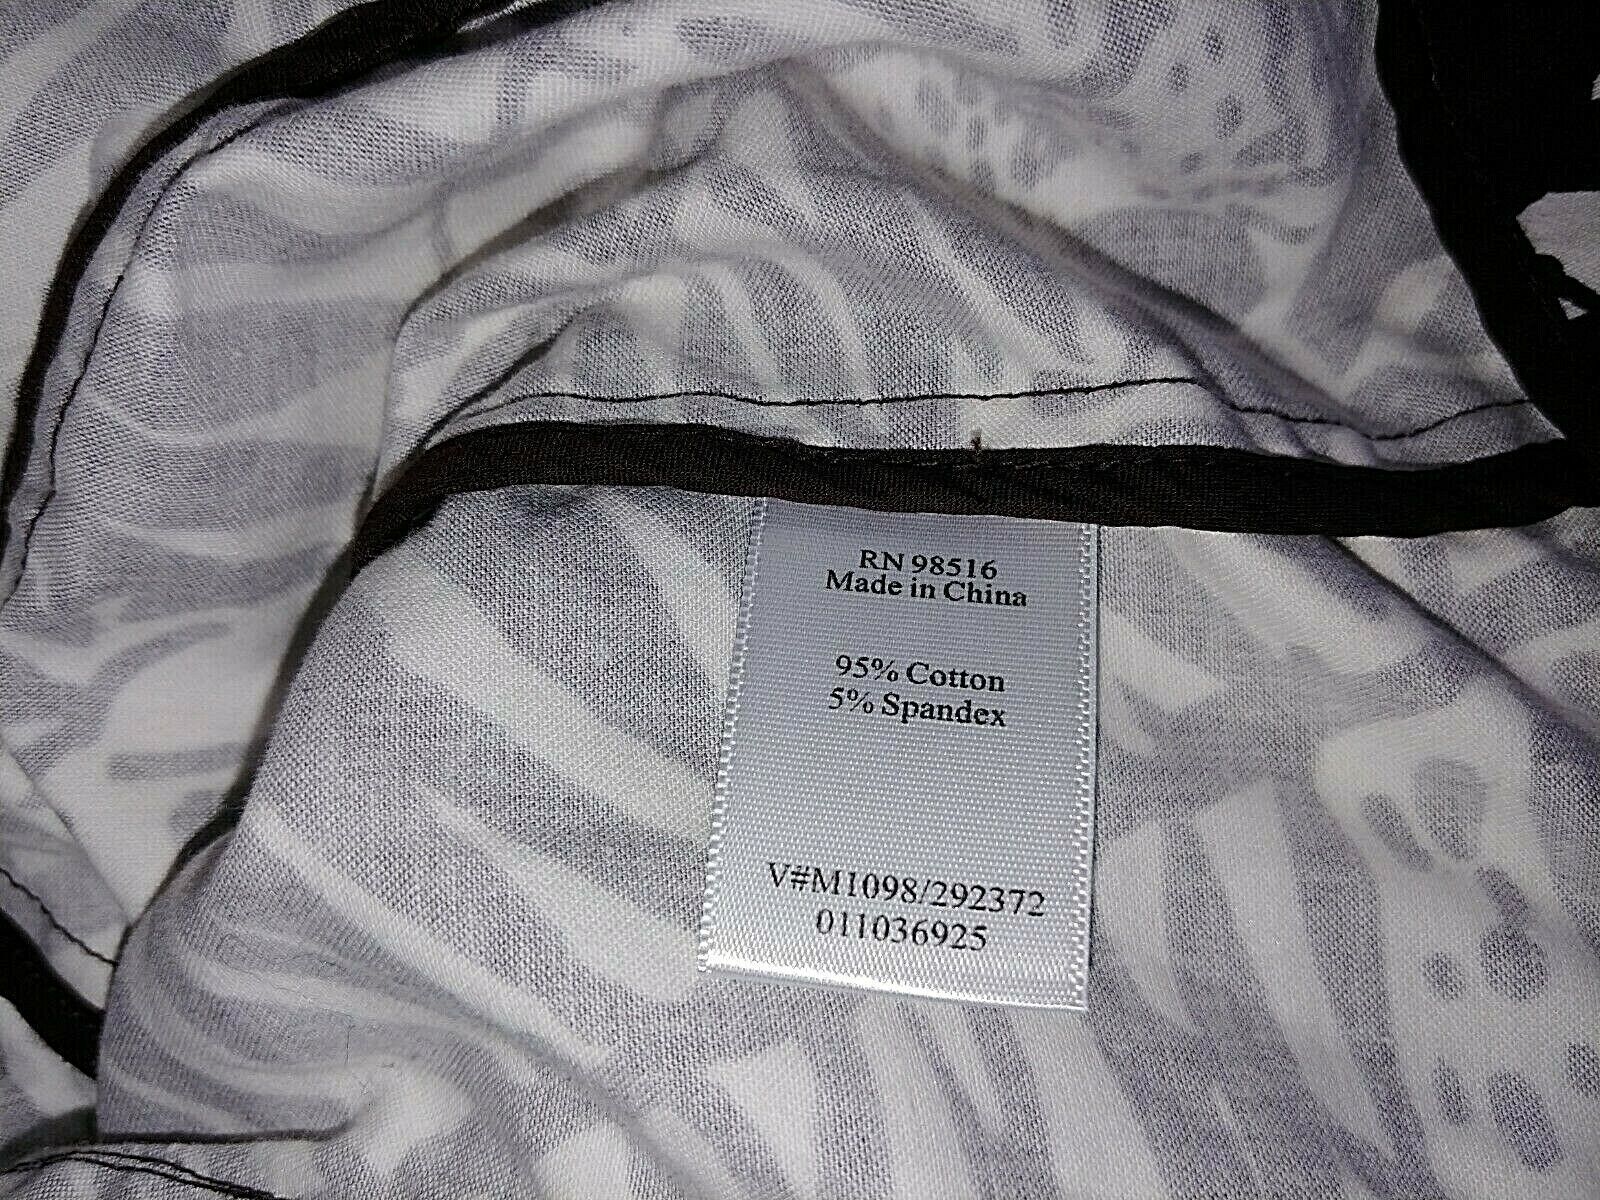 RN 98516
Made in China
95% Cotton
5% Spandex
V#M1098/292372
011036925